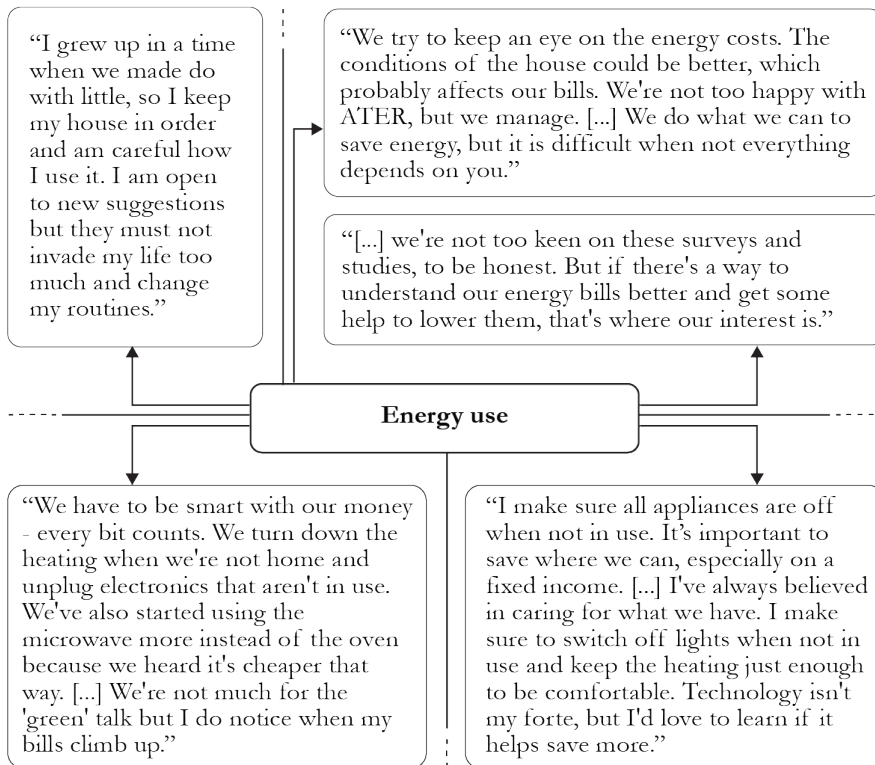 “I grew up in a time
when we made do
with little, so I keep
my house in order
and am careful how
I use it. I am open
to new suggestions
but they must not
invade my life too
much and change
my routines.”
“We try to keep an eye on the energy costs. The
conditions of the house could be better, which
probably affects our bills. We're not too happy with
ATER, but we manage. [...] We do what we can to
save energy, but it is difficult when not everything
depends on you.”
“[...] we're not too keen on these surveys and
studies, to be honest. But if there's a way to
understand our energy bills better and get some
help to lower them, that's where our interest is.”
Energy use
“We have to be smart with our money
- every bit counts. We turn down the
heating when we're not home and
unplug electronics that aren't in use.
We've also started using the
microwave more instead of the oven
because we heard it's cheaper that
way. [...] We're not much for the
'green' talk but I do notice when my
bills climb up.”
“I make sure all appliances are off
when not in use. It’s important to
save where we can, especially on a
fixed income. [...] I've always believed
in caring for what we have. I make
sure to switch off lights when not in
use and keep the heating just enough
to be comfortable. Technology isn't
my forte, but I'd love to learn if it
helps save more.”